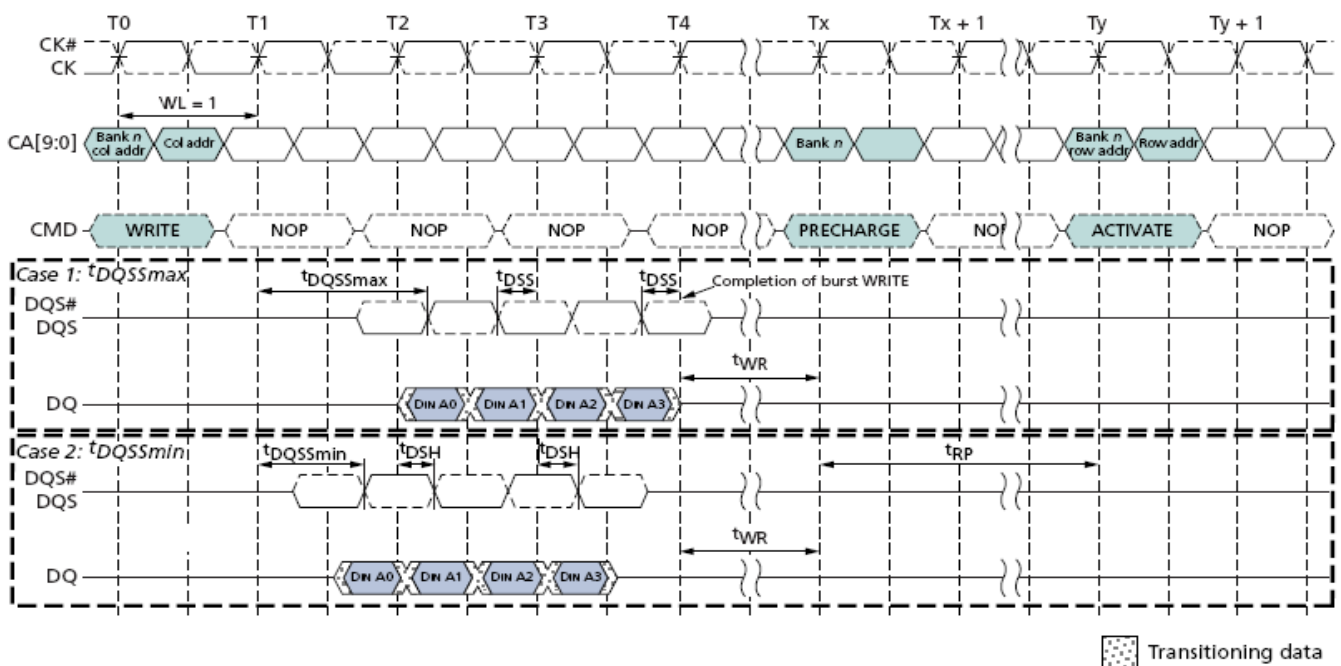 T0 T1 T2 T3 T4 Tx Tx + 1 Ty Ty + 1
CK#
CK
WL = 1
CA[9:0] Bank n col addr Col addr Bank n Bank n row addr Row addr
CMD WRITE NOP NOP NOP NOP PRECHARGE NOP ACTIVATE NOP
Case 1: tDQSSmax
tDQSSmax tDSS tDSS Completion of burst WRITE
DQS#
DQS
tWR
DQ DIN A0 DIN A1 DIN A2 DIN A3
Case 2: tDQSSmin
tDQSSmin tDSH tDSH tRP
DQS#
DQS
tWR
DQ DIN A0 DIN A1 DIN A2 DIN A3
Transitioning data